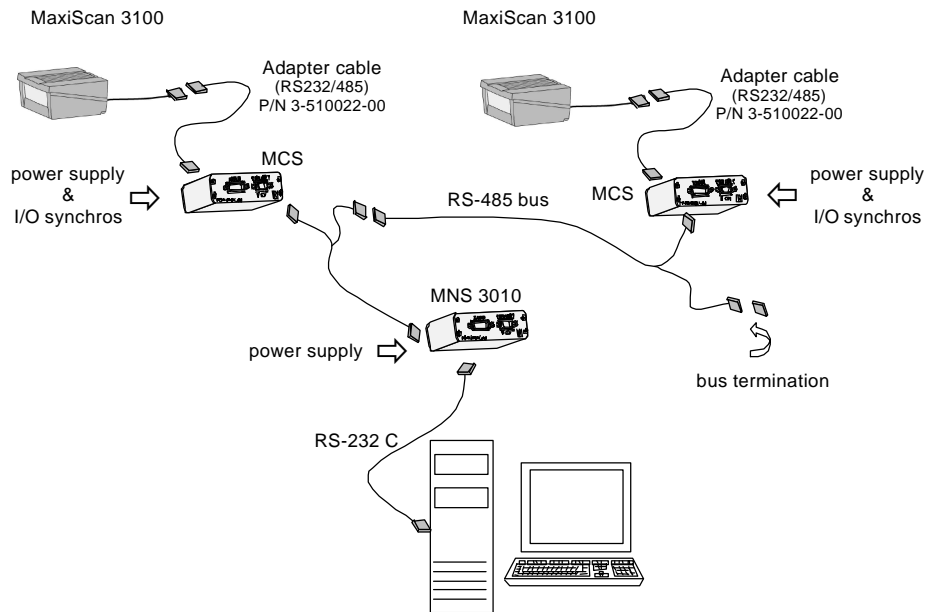 MaxiScan 3100
MaxiScan 3100
Adapter cable
(RS232/485)
P/N 3-510022-00
Adapter cable
(RS232/485)
P/N 3-510022-00
MCS
power supply
&
I/O synchros
MCS
power supply
&
I/O synchros
RS-485 bus
MNS 3010
power supply
bus termination
RS-232 C